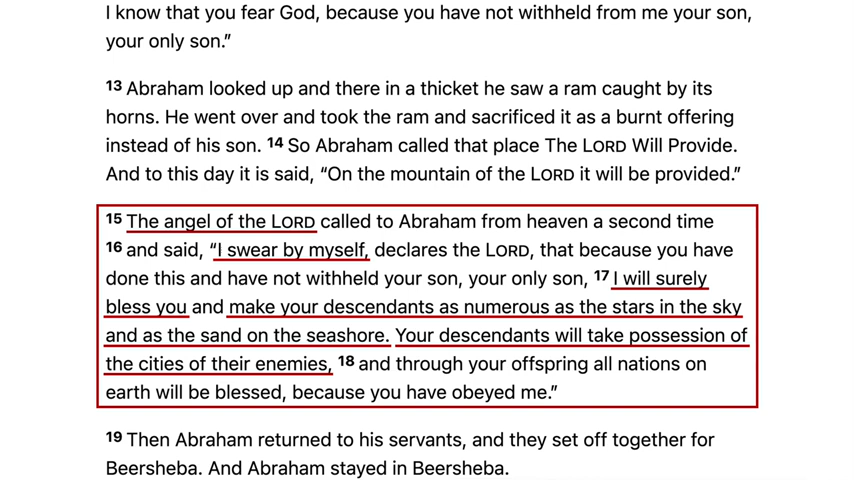 I know that you fear God, because you have not withheld from me your son,
your only son.”
13 Abraham looked up and there in a thicket he saw a ram caught by its
horns. He went over and took the ram and sacrificed it as a burnt offering
instead of his son. 14 So Abraham called that place The LORD Will Provide.
And to this day it is said, “On the mountain of the LORD it will be provided.”
15 The angel of the LORD called to Abraham from heaven a second time
16 and said, “I swear by myself, declares the LORD, that because you have
done this and have not withheld your son, your only son, 17 I will surely
bless you and make your descendants as numerous as the stars in the sky
and as the sand on the seashore. Your descendants will take possession of
the cities of their enemies, 18 and through your offspring all nations on
earth will be blessed, because you have obeyed me.”
19 Then Abraham returned to his servants, and they set off together for
Beersheba. And Abraham stayed in Beersheba.